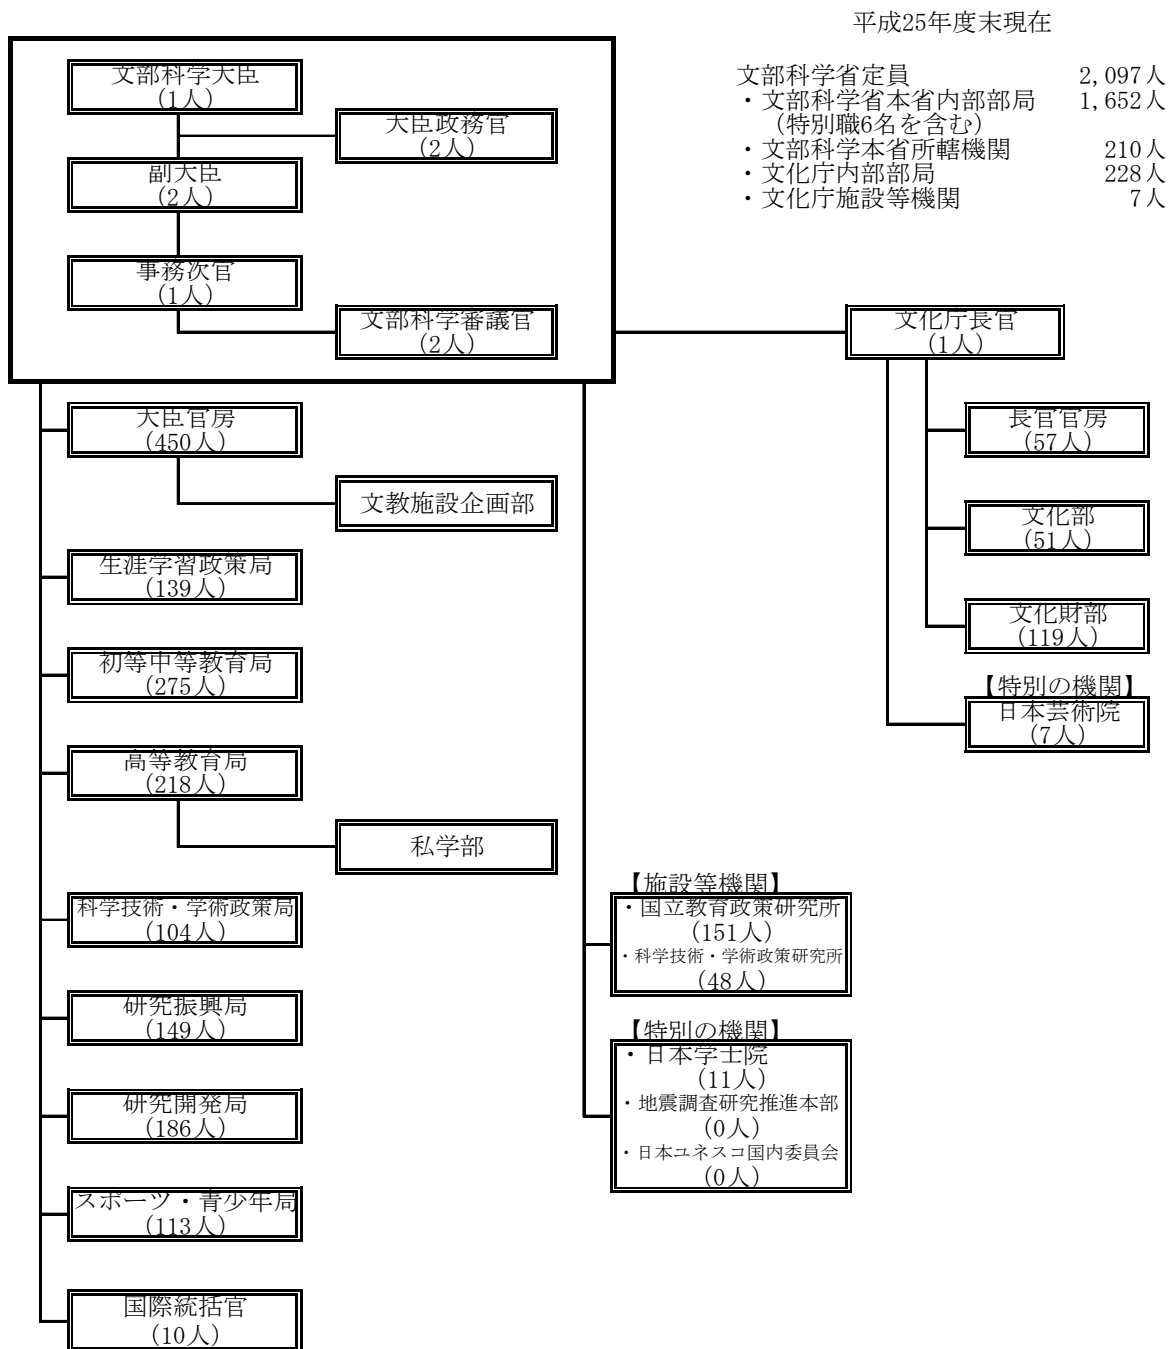 平成25年度末現在
文部科学省定員 2,097人
・文部科学省本省内部部局 1,652人
（特別職6名を含む）
・文部科学本省所轄機関 210人
・文化庁内部部局 228人
・文化庁施設等機関 7人
文部科学大臣
(1人)
大臣政務官
(2人)
副大臣
(2人)
事務次官
(1人)
文部科学審議官
(2人)
文化庁長官
(1人)
大臣官房
(450人)
文教施設企画部
生涯学習政策局
(139人)
初等中等教育局
(275人)
高等教育局
(218人)
私学部
科学技術・学術政策局
(104人)
研究振興局
(149人)
研究開発局
(186人)
スポーツ・青少年局
(113人)
国際統括官
(10人)
長官官房
(57人)
文化部
(51人)
文化財部
(119人)
【特別の機関】
日本芸術院
(7人)
【施設等機関】
・国立教育政策研究所
(151人)
・科学技術・学術政策研究所
(48人)
【特別の機関】
・日本学士院
(11人)
・地震調査研究推進本部
(0人)
・日本ユネスコ国内委員会
(0人)